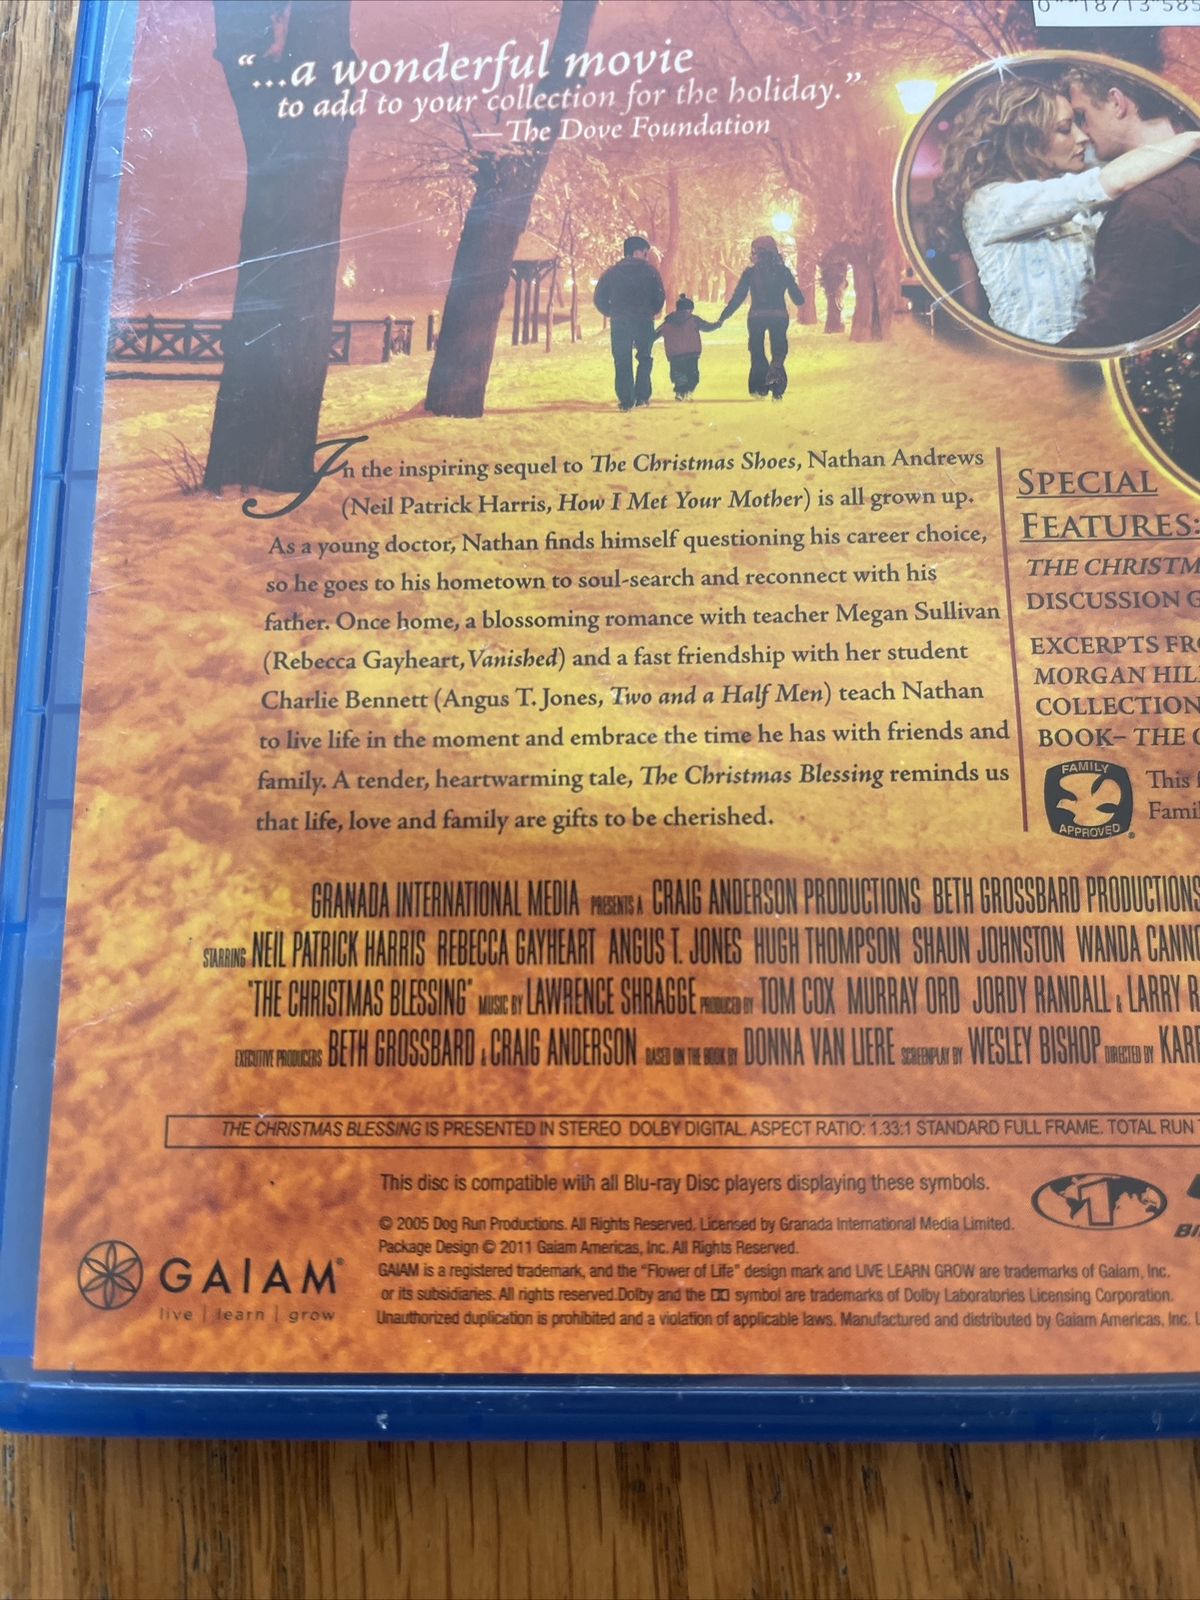 "...a wonderful movie
to add to your collection for the holiday."
—The Dove Foundation
In the inspiring sequel to The Christmas Shoes, Nathan Andrews
(Neil Patrick Harris, How I Met Your Mother) is all grown up.
As a young doctor, Nathan finds himself questioning his career choice,
so he goes to his hometown to soul-search and reconnect with his
father. Once home, a blossoming romance with teacher Megan Sullivan
(Rebecca Gayheart, Vanished) and a fast friendship with her student
Charlie Bennett (Angus T. Jones, Two and a Half Men) teach Nathan
to live life in the moment and embrace the time he has with friends and
family. A tender, heartwarming tale, The Christmas Blessing reminds us
that life, love and family are gifts to be cherished.
SPECIAL
FEATURES:
THE
DISCUSSION
EXCERPTS
MORGAN
COLLECTION
BOOK– THE
FAMILY
APPROVED
This
GRANADA INTERNATIONAL MEDIA PRESENTS A CRAIG ANDERSON PRODUCTIONS BETH GROSSBARD PRODUCTIONS
STARRING NEIL PATRICK HARRIS REBECCA GAYHEART ANGUS T. JONES HUGH THOMPSON SHAUN JOHNSTON WANDA
"THE CHRISTMAS BLESSING" MUSIC BY LAWRENCE SHRAGGE PRODUCED BY TOM COX MURRAY ORD JORDY RANDALL & LARRY
EXECUTIVE PRODUCERS BETH GROSSBARD & CRAIG ANDERSON BASED ON THE BOOK BY DONNA VAN LIERE SCREENPLAY BY WESLEY BISHOP DIRECTED BY
THE CHRISTMAS BLESSING IS PRESENTED IN STEREO DOLBY DIGITAL. ASPECT RATIO: 1.33:1 STANDARD FULL FRAME. TOTAL RUN
This disc is compatible with all Blu-ray Disc players displaying these symbols.
1
© 2005 Dog Run Productions. All Rights Reserved. Licensed by Granada International Media Limited.
Package Design © 2011 Gaiam Americas, Inc. All Rights Reserved.
GAIAM is a registered trademark, and the "Flower of Life" design mark and LIVE LEARN GROW are trademarks of Gaiam, Inc.
or its subsidiaries. All rights reserved.Dolby and the symbol are trademarks of Dolby Laboratories Licensing Corporation.
Unauthorized duplication is prohibited and a violation of applicable laws. Manufactured and distributed by Gaiam Americas, Inc.
GAIAM®
live | learn | grow